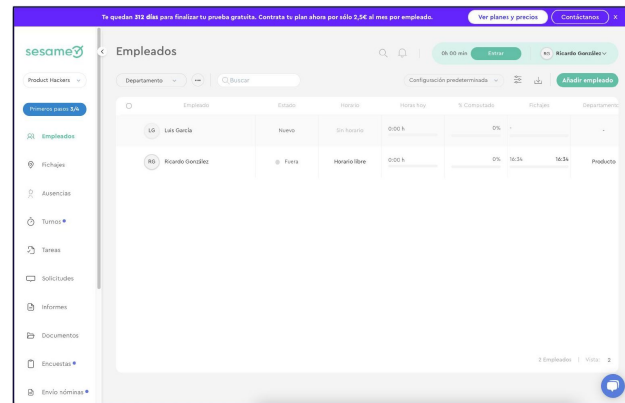 Te quedan 312 días para finalizar tu prueba gratuita. Contrata tu plan ahora por sólo 2,5€ al mes por empleado. Ver planes y precios Contáctanos X
sesame
Empleados
0h 00 min Entrar
RG Ricardo González
Product Hackers
Departamento
Buscar
Configuración predeterminada
Añadir empleado
Primeros pasos 3/4
Empleado Estado Horario Horas hoy % Computado Fichajes Departamento
LG Luis García Nueva Sin horario 0:00 h 0% - -
RG Ricardo González Fuera Horario libre 0:00 h 0% 16:34 16:34 Producto
Empleados
Fichajes
Ausencias
Turnos
Tareas
Solicitudes
Informes
Documentos
Encuestas
Envío nóminas
2 Empleados Vista